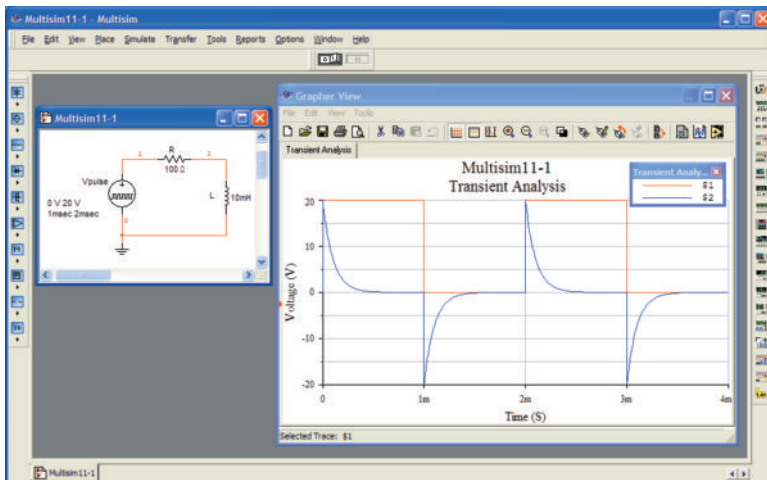 Multisim11-1 - Multisim
File Edit View Place Simulate Transfer Tools Reports Options Window Help
Multisim11-1
R
1
2
100.0
Vpulse
L
10mH
0 V 20 V
1msec 2msec
0
Grapher View
File Edit View Tools
Transient Analysis
Multisim11-1
Transient Analysis
Transient Analy...
$1
$2
Voltage (V)
20
10
0
-10
-20
0
1m
2m
3m
4m
Time (S)
Selected Trace: $1
Multisim11-1